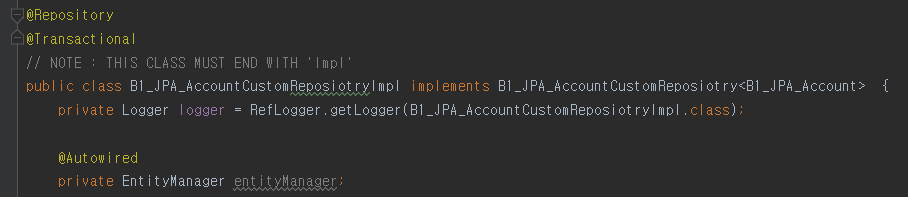 @Repository
@Transactional
// NOTE : THIS CLASS MUST END WITH 'Impl'
public class B1_JPA_AccountCustomReposiotryImpl implements B1_JPA_AccountCustomReposiotry<B1_JPA_Account> {
private Logger logger = RefLogger.getLogger(B1_JPA_AccountCustomReposiotryImpl.class);
@Autowired
private EntityManager entityManager;